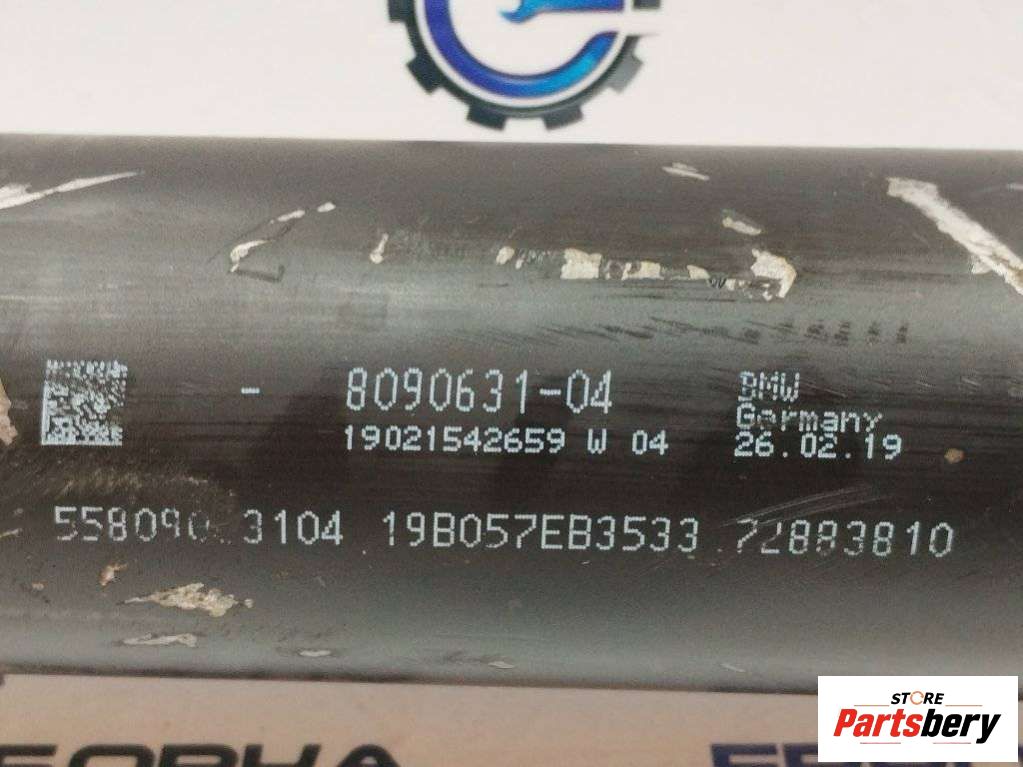 - 8090631-04 BMW
Germany
19021542659 W 04 26.02.19
3104 19B057EB3533 72883810
STORE
Partsbery